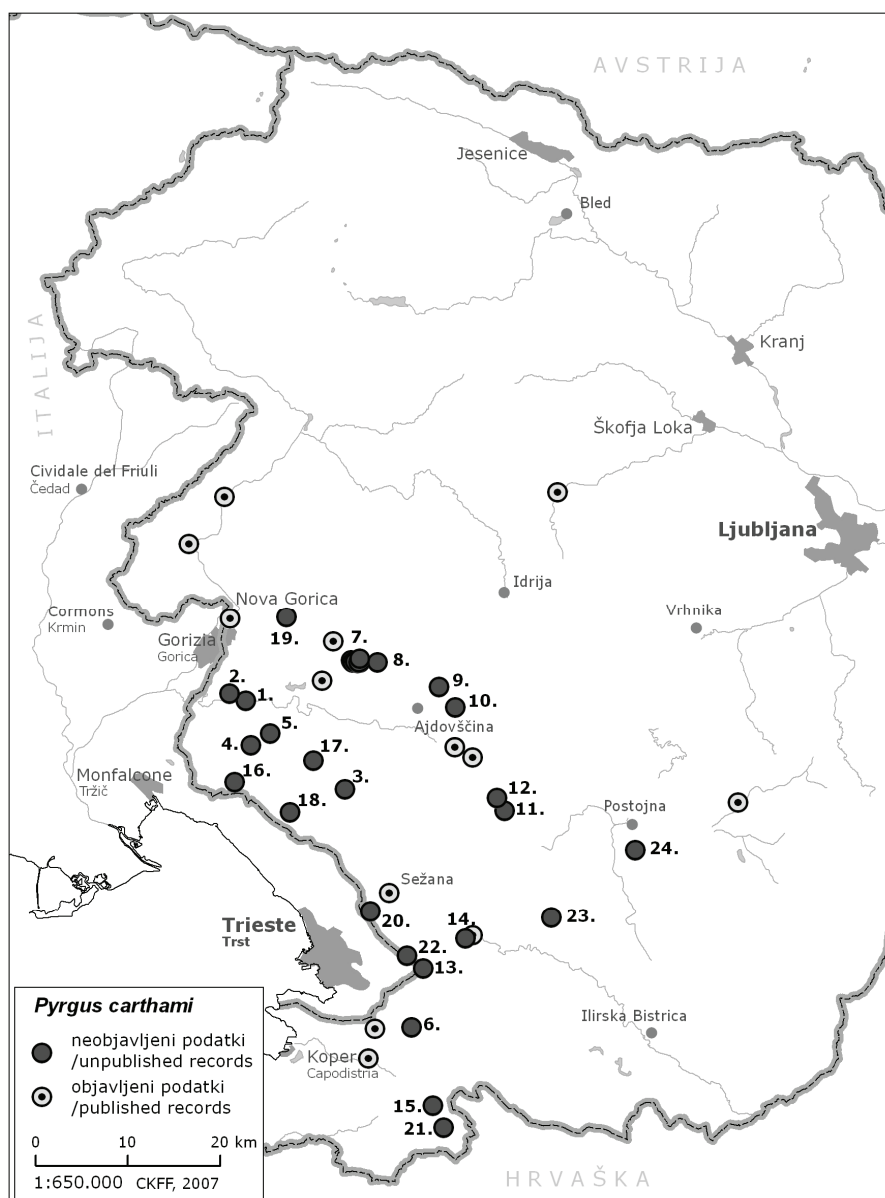 AVSTRIJA
Jesenice
Bled
ITALIJA
Kranj
Škofja Loka
Cividale del Friuli
Čedad
Ljubljana
Idrija
Nova Gorica
Cormons
Krmin
Vrhnika
19.
7.
Gorizia
Gorica
8.
2.
1.
9.
10.
Ajdovščina
5.
4.
17.
Monfalcone
Tržič
16.
3.
12.
18.
11.
Postojna
24.
Sežana
20.
23.
Trieste
Trst
14.
22.
13.
Pyrgus carthami
neobjavljeni podatki
/unpublished records
objavljeni podatki
/published records
0 10 20 km
1:650.000 CKFF, 2007
6.
Ilirska Bistrica
Koper
Capodistria
15.
21.
HRVAŠKA